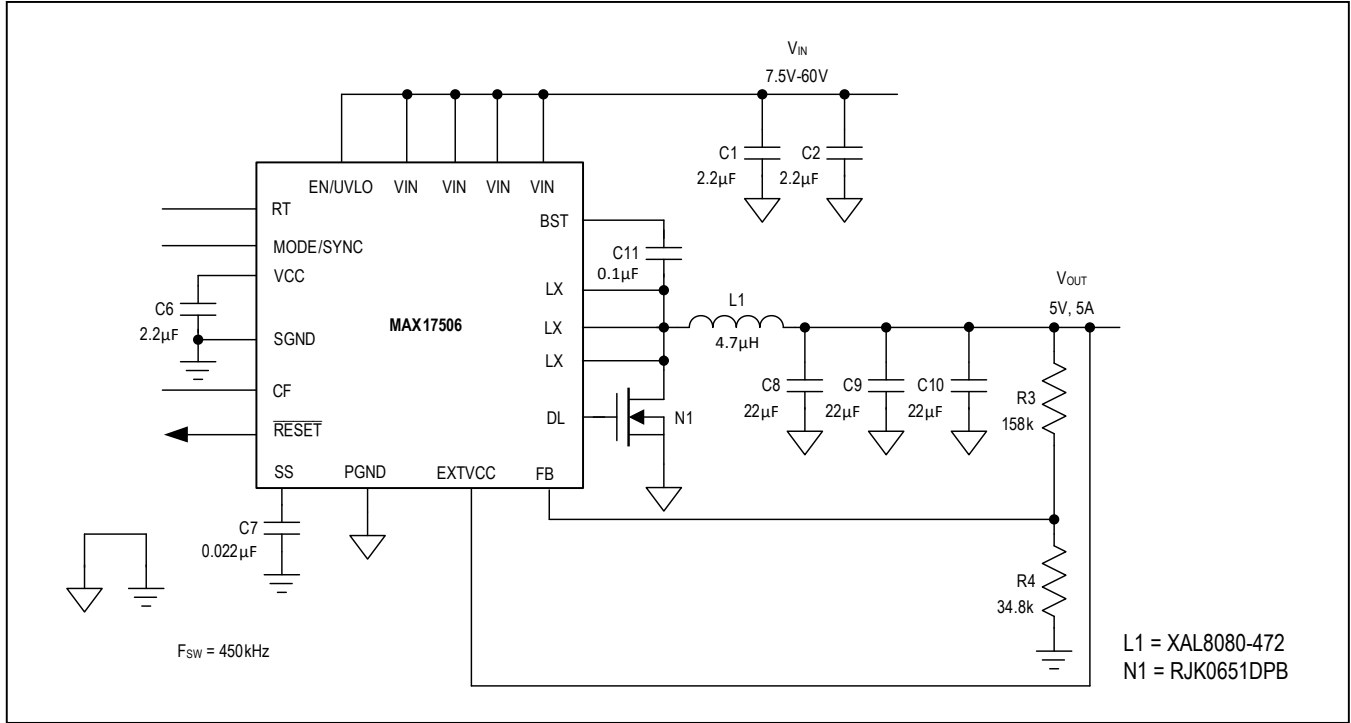 VIN
7.5V-60V
C1
2.2µF
C2
2.2µF
EN/UVLO VIN VIN VIN VIN
RT
MODE/SYNC
VCC
C6
2.2µF
SGND
CF
RESET
MAX17506
BST
C11
0.1µF
LX
LX
LX
DL
N1
L1
4.7µH
VOUT
5V, 5A
C8
22µF
C9
22µF
C10
22µF
R3
158k
SS PGND EXTVCC FB
C7
0.022µF
R4
34.8k
FSW = 450kHz
L1 = XAL8080-472
N1 = RJK0651DPB